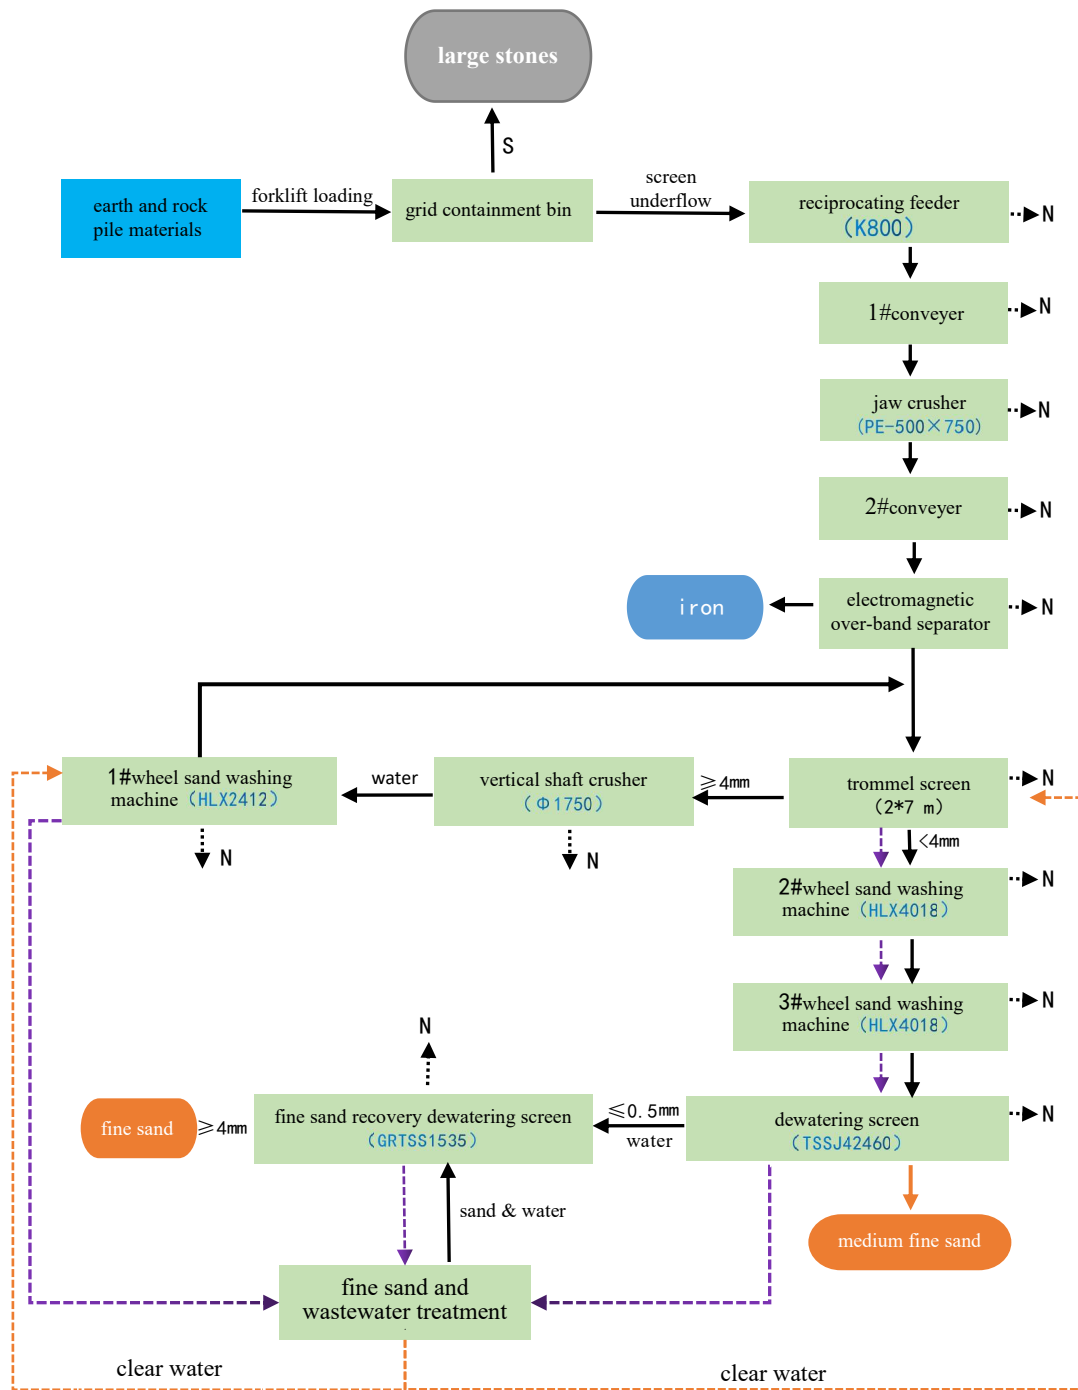 large stones
S
forklift loading
screen
underflow
earth and rock
pile materials
grid containment bin
reciprocating feeder
(K800)
N
1#conveyer
N
jaw crusher
(PE-500×750)
N
2#conveyer
N
iron
electromagnetic
over-band separator
N
1#wheel sand washing
machine (HLX2412)
N
water
vertical shaft crusher
(Φ1750)
N
≥4mm
trommel screen
(2*7 m)
N
<4mm
2#wheel sand washing
machine (HLX4018)
N
3#wheel sand washing
machine (HLX4018)
N
N
fine sand
≥4mm
fine sand recovery dewatering screen
(GRTSS1535)
≤0.5mm
water
dewatering screen
(TSSJ42460)
N
sand & water
medium fine sand
fine sand and
wastewater treatment
clear water
clear water